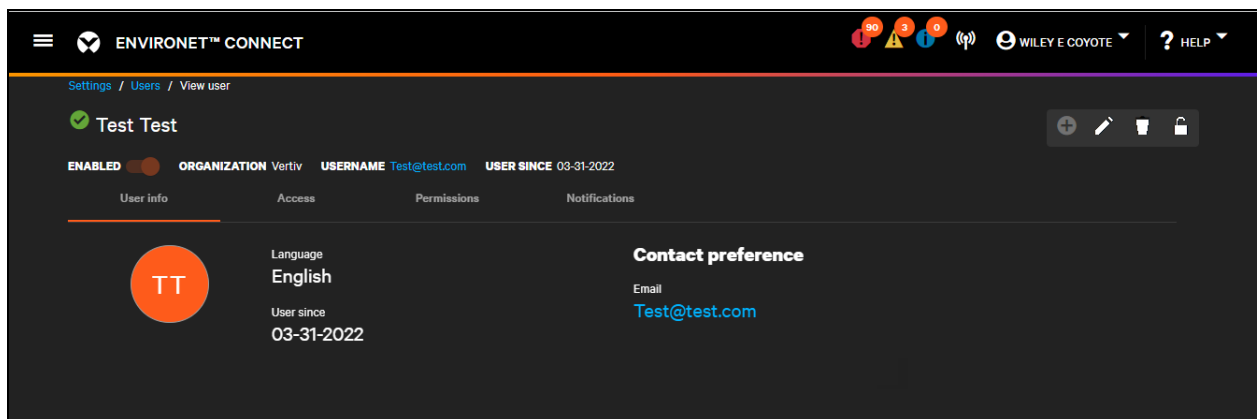 ENVIRONET™ CONNECT
90 3 0 WILEY E COYOTE ? HELP
Settings / Users / View user
Test Test
ENABLED ORGANIZATION Vertiv USERNAME Test@test.com USER SINCE 03-31-2022
User info Access Permissions Notifications
TT
Language
English
User since
03-31-2022
Contact preference
Email
Test@test.com